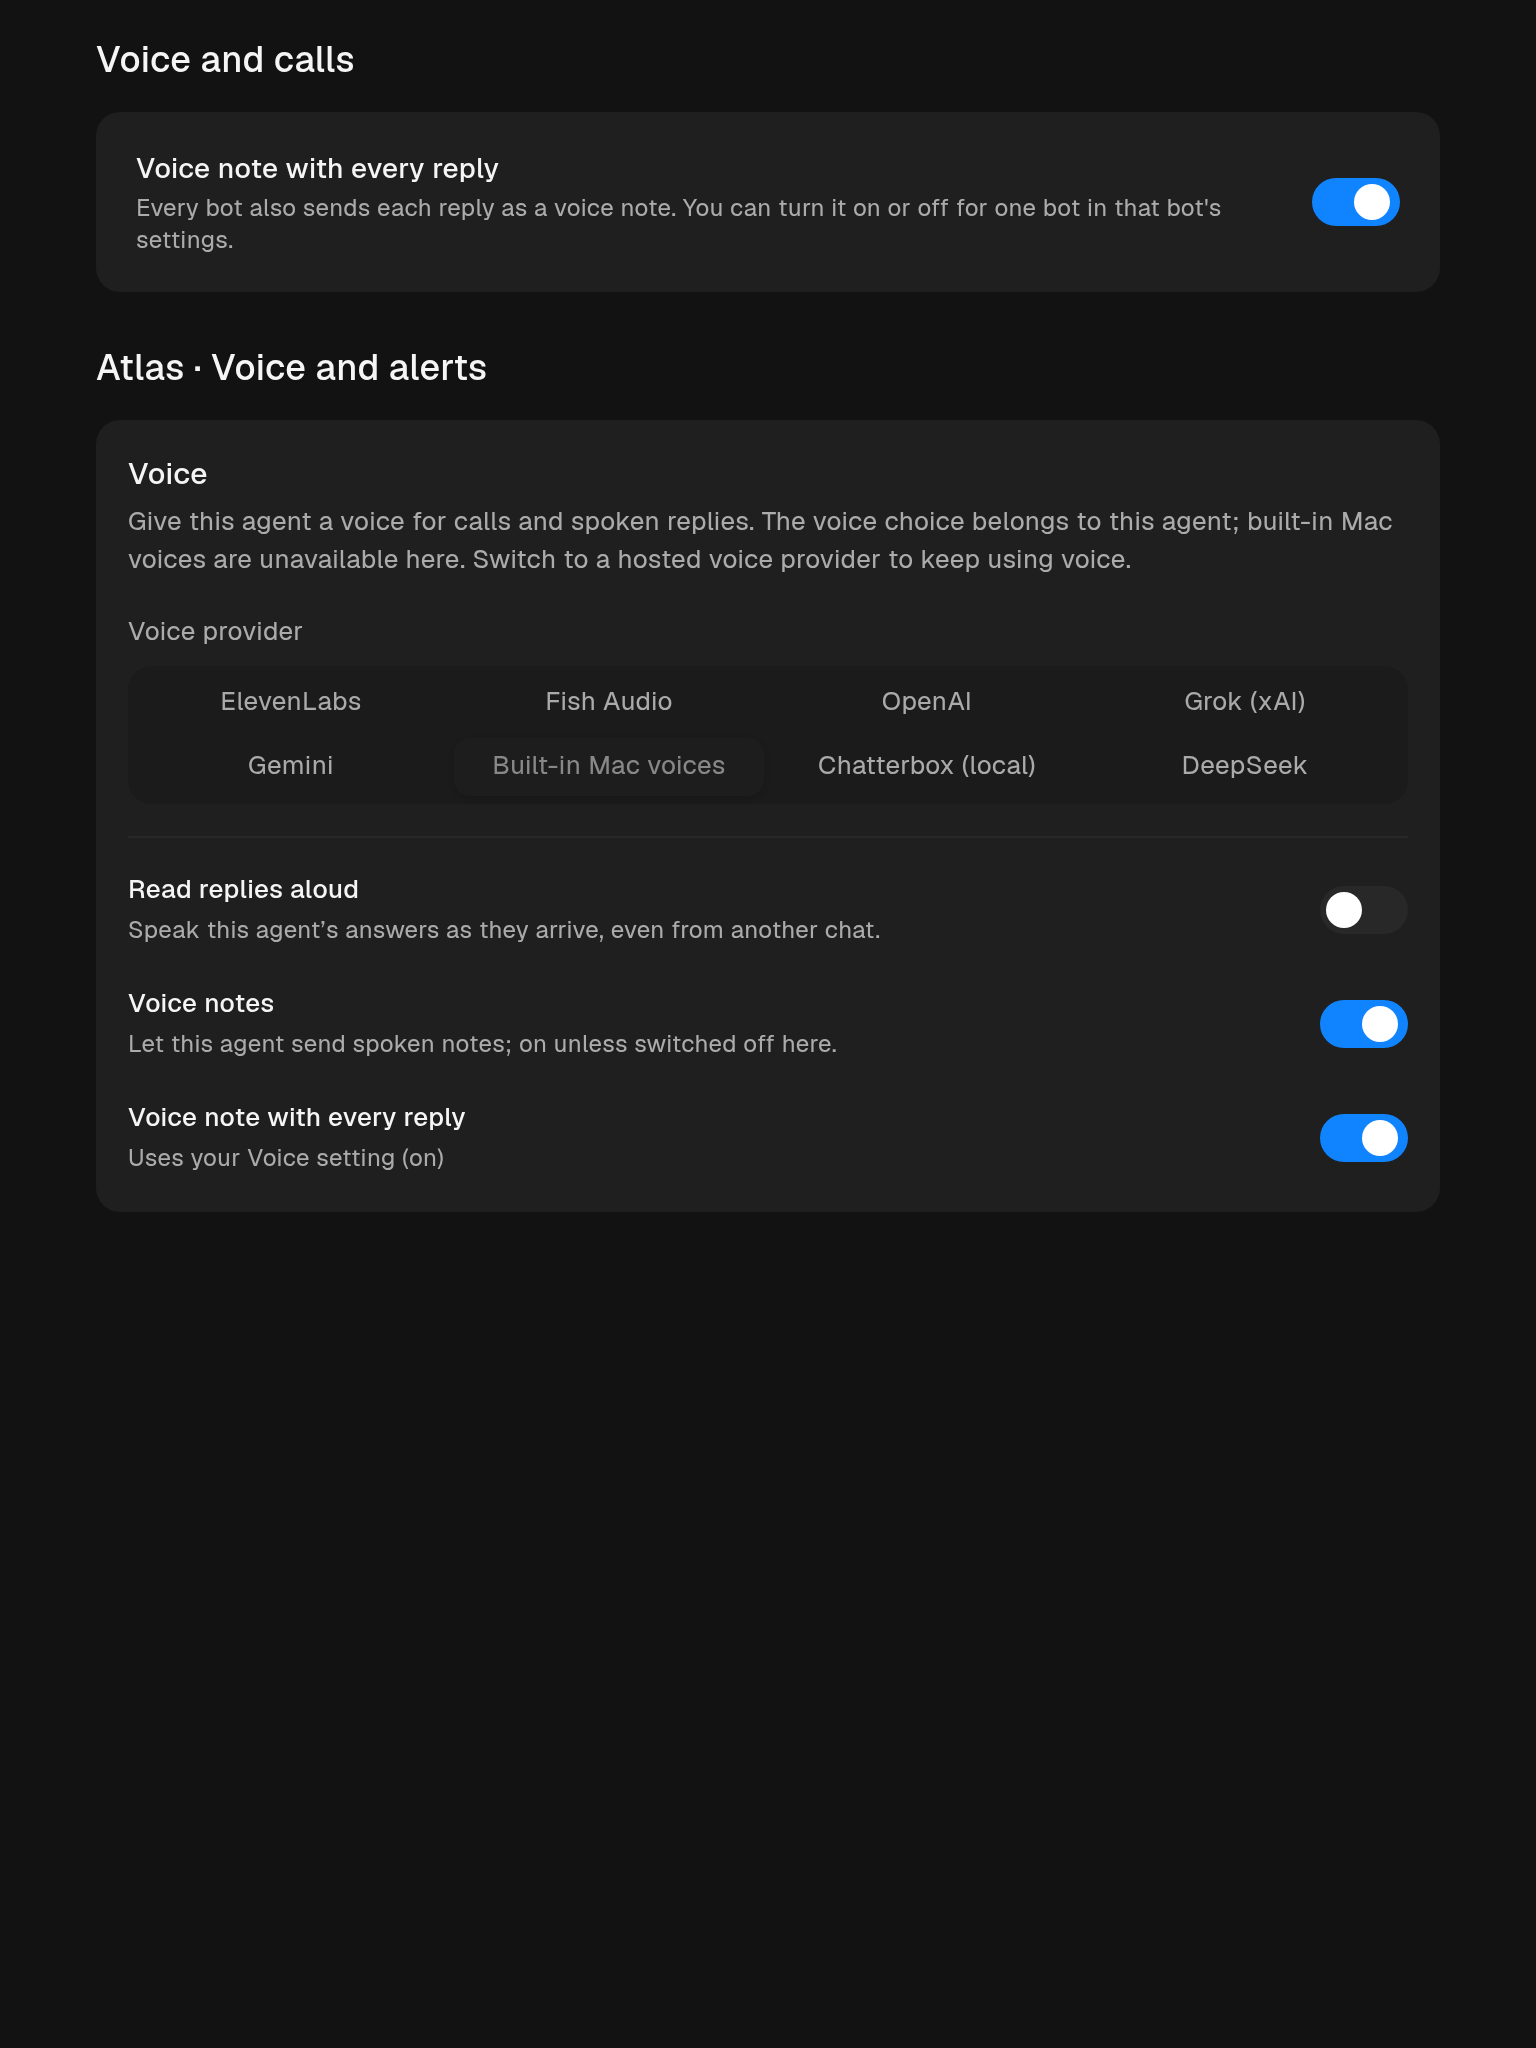 Voice and calls
Voice note with every reply
Every bot also sends each reply as a voice note. You can turn it on or off for one bot in that bot's
settings.
Atlas · Voice and alerts
Voice
Give this agent a voice for calls and spoken replies. The voice choice belongs to this agent; built-in Mac
voices are unavailable here. Switch to a hosted voice provider to keep using voice.
Voice provider
ElevenLabs Fish Audio OpenAI Grok (xAI)
Gemini Built-in Mac voices Chatterbox (local) DeepSeek
Read replies aloud
Speak this agent’s answers as they arrive, even from another chat.
Voice notes
Let this agent send spoken notes; on unless switched off here.
Voice note with every reply
Uses your Voice setting (on)